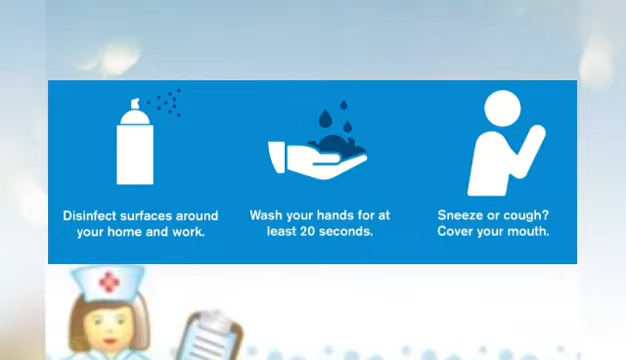 Disinfect surfaces around
your home and work.
Wash your hands for at
least 20 seconds.
Sneeze or cough?
Cover your mouth.